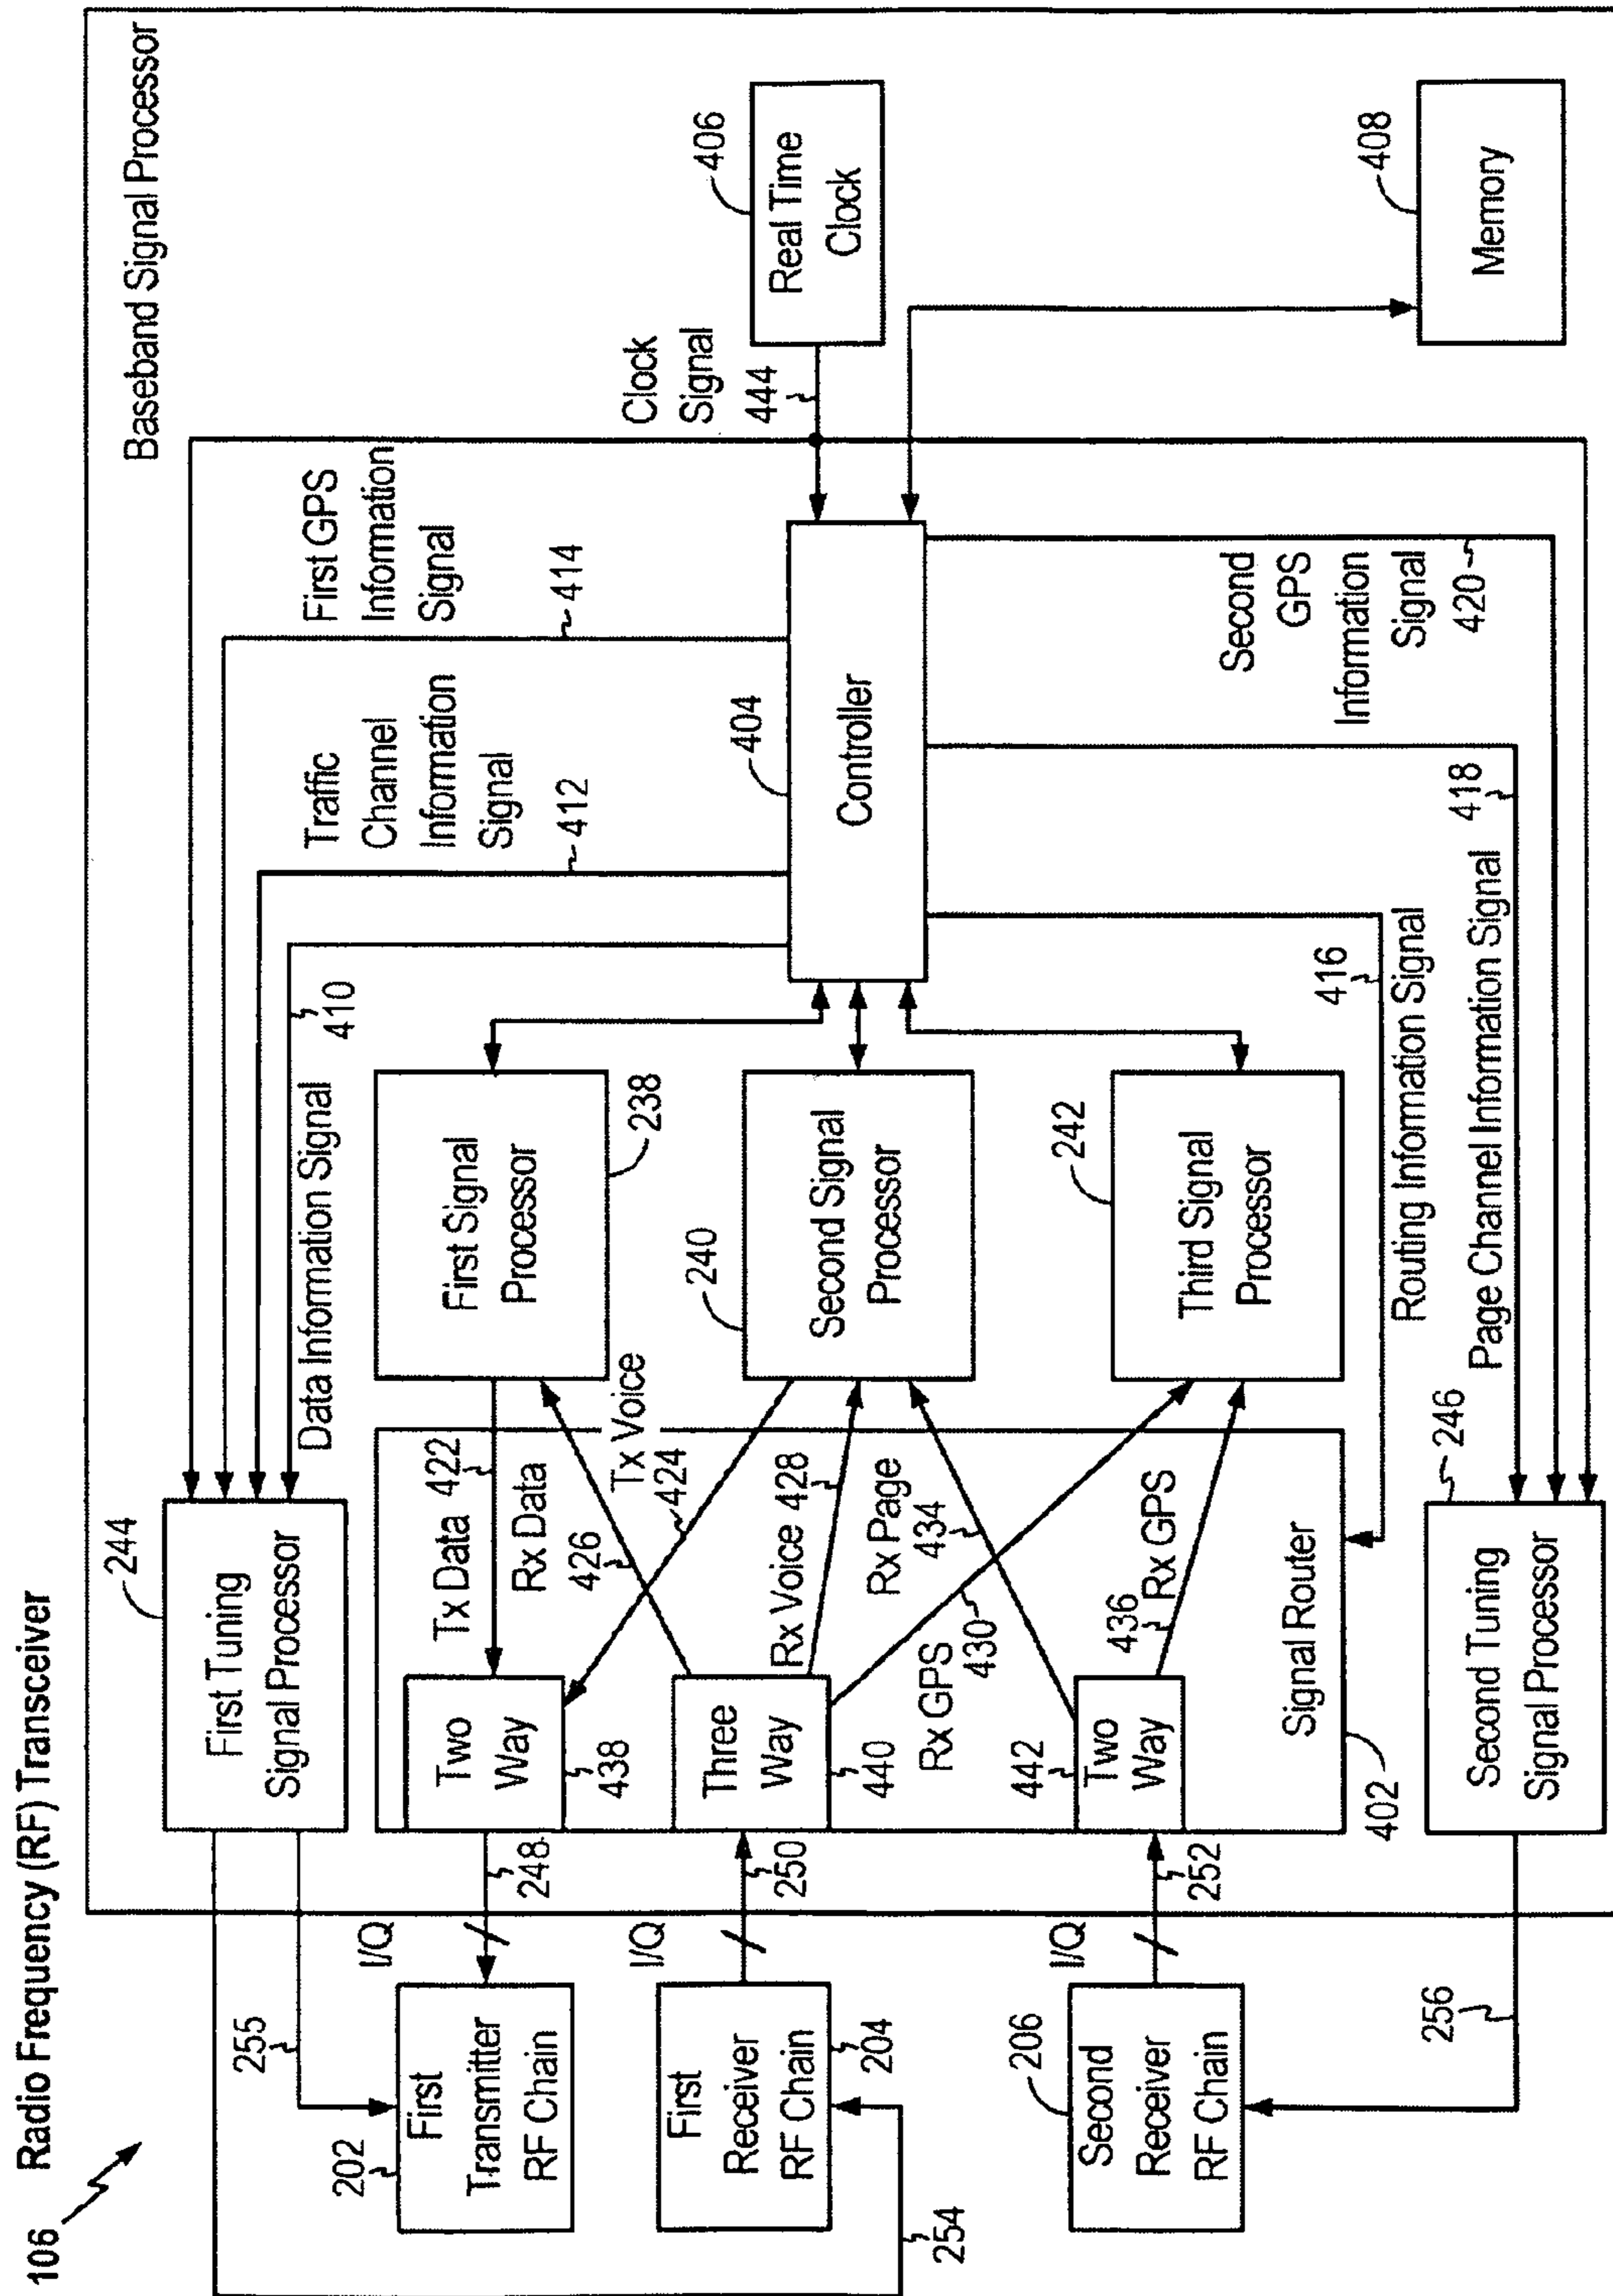 106 Radio Frequency (RF) Transceiver
Baseband Signal Processor
244
First Tuning
Signal Processor
255
254
First
Transmitter
RF Chain
202
I/Q
248
Two
Way
438
Tx Data 422
Rx Data
426
Tx Voice
424
First Signal
Processor
238
Data Information Signal
410
Traffic
Channel
Information
Signal
412
First GPS
Information
Signal
414
First
Receiver
RF Chain
204
I/Q
250
Three
Way
440
Rx Voice 428
Rx Page
434
Rx GPS
430
Second Signal
Processor
240
Controller
404
Clock
Signal
444
Real Time
Clock
406
Second
Receiver
RF Chain
206
I/Q
252
Two
Way
442
436
Rx GPS
Signal Router
402
Third Signal
Processor
242
416
Routing Information Signal
Page Channel Information Signal
418
Second
GPS
Information
Signal
420
Memory
408
256
Second Tuning
Signal Processor
246